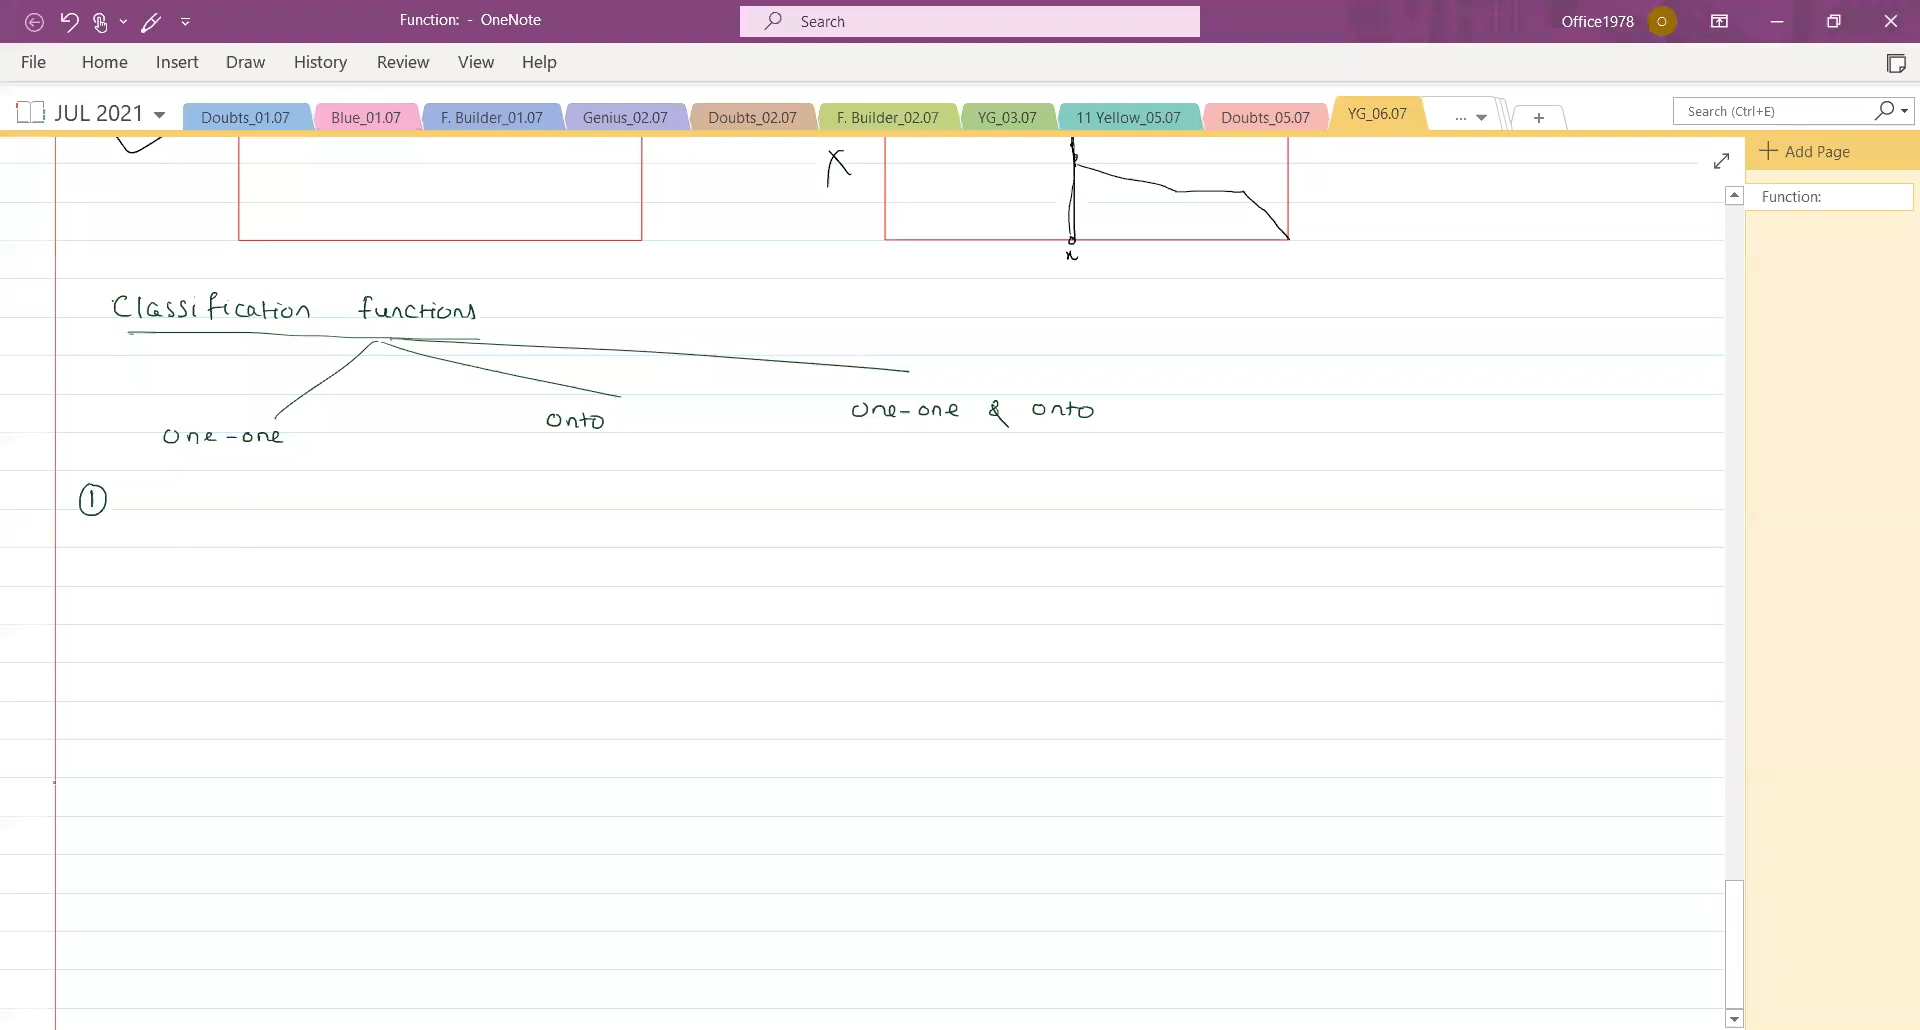 Function: - OneNote
Search
Office1978
O
File Home Insert Draw History Review View Help
JUL 2021
Doubts_01.07
Blue_01.07
F. Builder_01.07
Genius_02.07
Doubts_02.07
F. Builder_02.07
YG_03.07
11 Yellow_05.07
Doubts_05.07
YG_06.07
...
Search (Ctrl+E)
Add Page
Function:
x
Classification functions
One-one
Onto
One-one & Onto
①